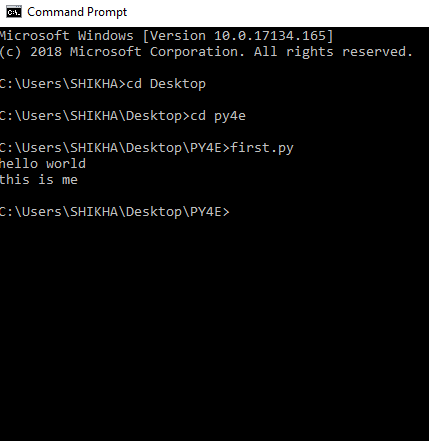 Command Prompt
Microsoft Windows [Version 10.0.17134.165]
(c) 2018 Microsoft Corporation. All rights reserved.
C:\Users\SHIKHA>cd Desktop
C:\Users\SHIKHA\Desktop>cd py4e
C:\Users\SHIKHA\Desktop\PY4E>first.py
hello world
this is me
C:\Users\SHIKHA\Desktop\PY4E>